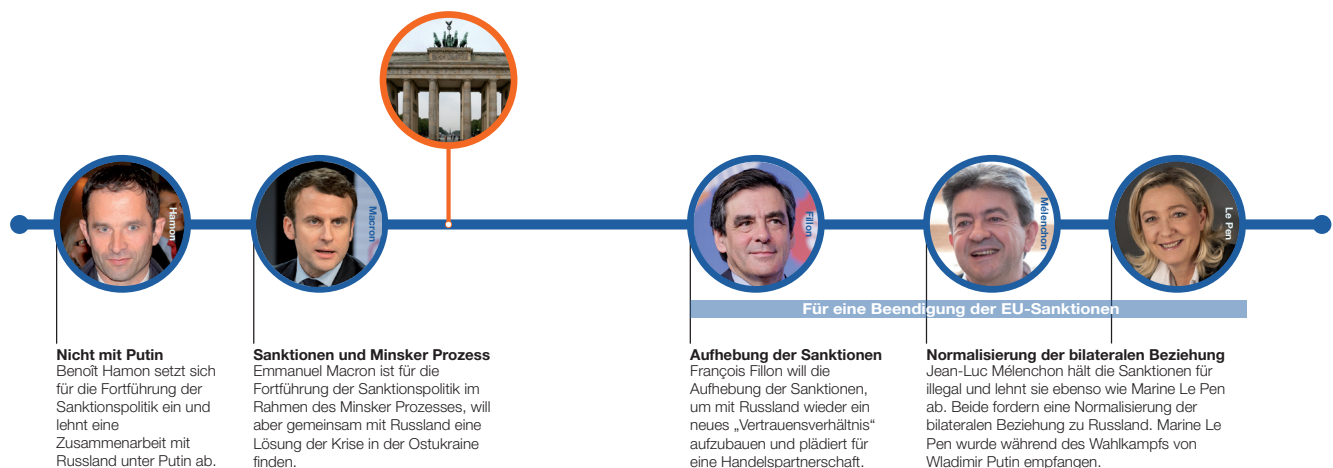 Hamon
Macron
Fillon
Mélenchon
Le Pen
Für eine Beendigung der EU-Sanktionen
Nicht mit Putin
Benoît Hamon setzt sich
für die Fortführung der
Sanktionspolitik ein und
lehnt eine
Zusammenarbeit mit
Russland unter Putin ab.
Sanktionen und Minsker Prozess
Emmanuel Macron ist für die
Fortführung der Sanktionspolitik im
Rahmen des Minsker Prozesses, will
aber gemeinsam mit Russland eine
Lösung der Krise in der Ostukraine
finden.
Aufhebung der Sanktionen
François Fillon will die
Aufhebung der Sanktionen,
um mit Russland wieder ein
neues „Vertrauensverhältnis“
aufzubauen und plädiert für
eine Handelspartnerschaft.
Normalisierung der bilateralen Beziehung
Jean-Luc Mélenchon hält die Sanktionen für
illegal und lehnt sie ebenso wie Marine Le Pen
ab. Beide fordern eine Normalisierung der
bilateralen Beziehung zu Russland. Marine Le
Pen wurde während des Wahlkampfs von
Wladimir Putin empfangen.